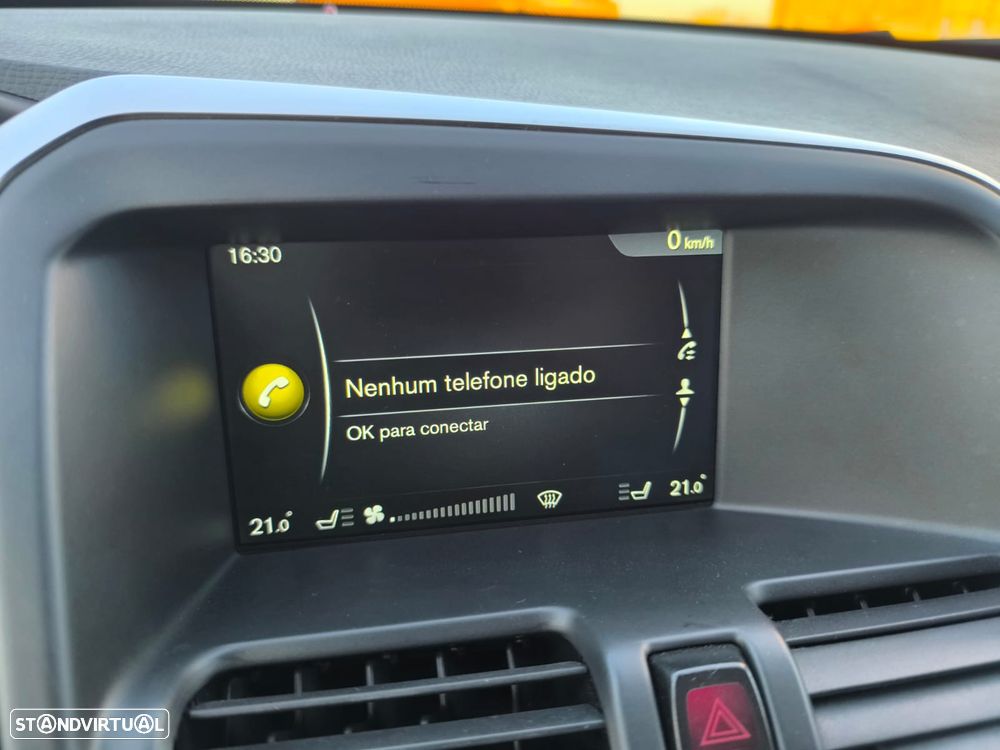 16:30
0 km/h
Nenhum telefone ligado
OK para conectar
21.0°
21.0°
STANDVIRTUAL